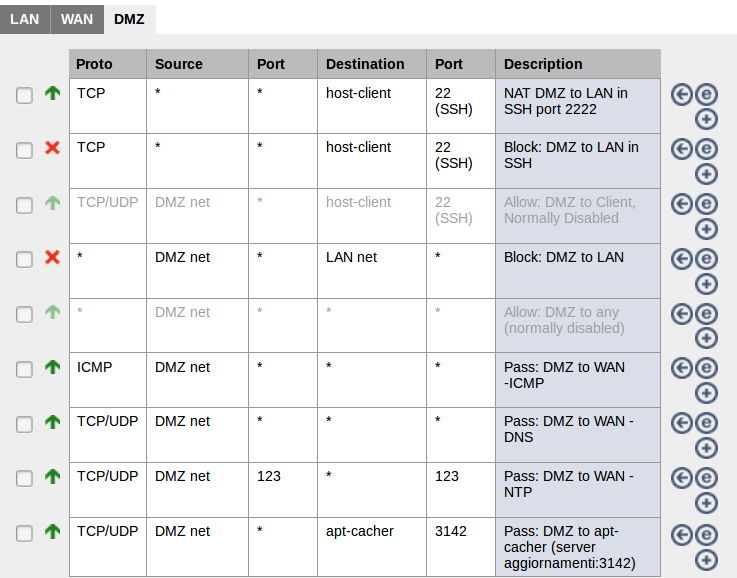 LAN WAN DMZ
Proto Source Port Destination Port Description
TCP * * host-client 22 (SSH) NAT DMZ to LAN in SSH port 2222
TCP * * host-client 22 (SSH) Block: DMZ to LAN in SSH
TCP/UDP DMZ net * host-client 22 (SSH) Allow: DMZ to Client, Normally Disabled
* DMZ net * LAN net * Block: DMZ to LAN
* DMZ net * * * Allow: DMZ to any (normally disabled)
ICMP DMZ net * * * Pass: DMZ to WAN -ICMP
TCP/UDP DMZ net * * * Pass: DMZ to WAN - DNS
TCP/UDP DMZ net 123 * 123 Pass: DMZ to WAN - NTP
TCP/UDP DMZ net * apt-cacher 3142 Pass: DMZ to apt-cacher (server aggiornamenti:3142)